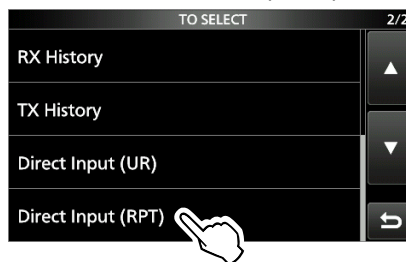 TO SELECT
2/2
RX History
TX History
Direct Input (UR)
Direct Input (RPT)